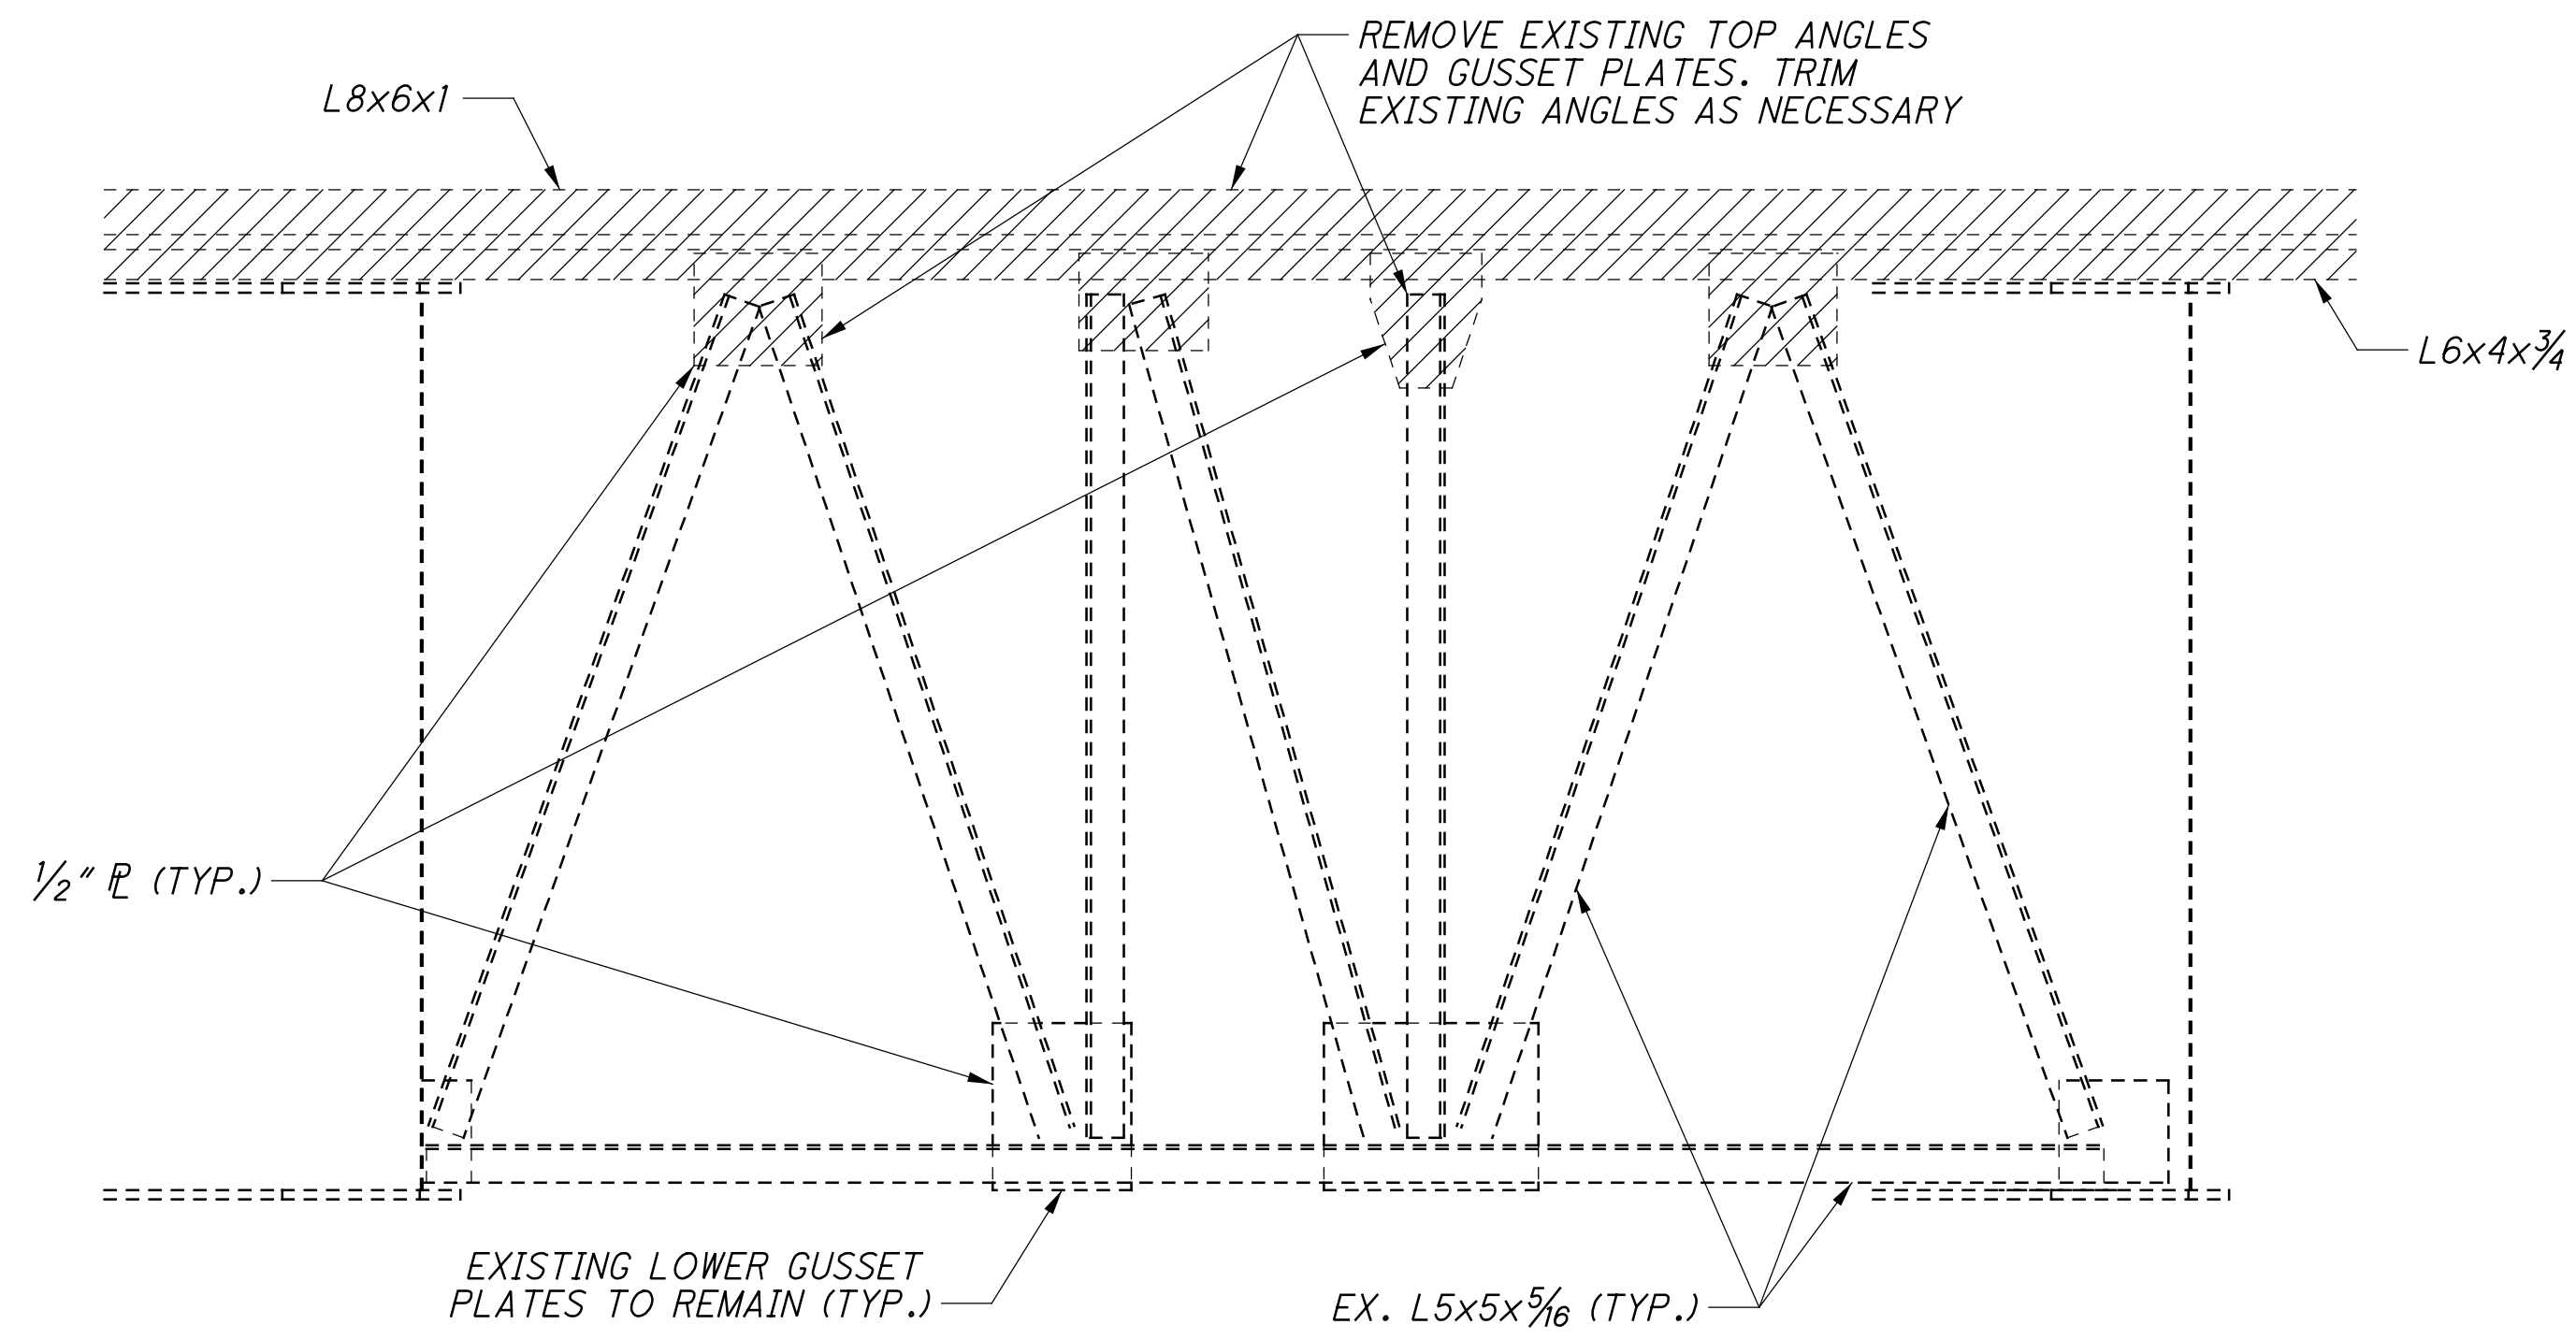 REMOVE EXISTING TOP ANGLES
AND GUSSET PLATES. TRIM
EXISTING ANGLES AS NECESSARY
L8x6x1
L6x4x3/4
1/2" ⅊ (TYP.)
EXISTING LOWER GUSSET
PLATES TO REMAIN (TYP.)
EX. L5x5x5/16 (TYP.)